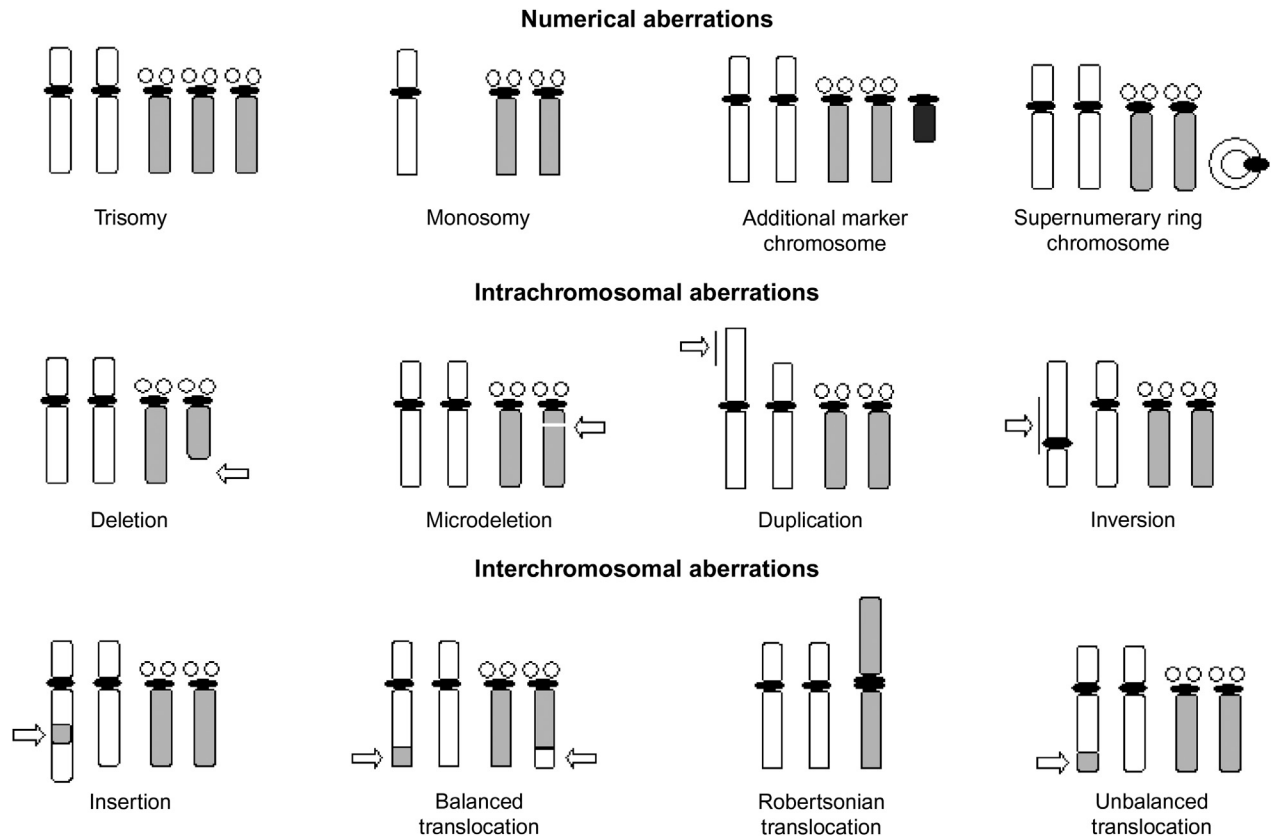 Numerical aberrations
Trisomy
Monosomy
Additional marker
chromosome
Supernumerary ring
chromosome
Intrachromosomal aberrations
Deletion
Microdeletion
Duplication
Inversion
Interchromosomal aberrations
Insertion
Balanced
translocation
Robertsonian
translocation
Unbalanced
translocation